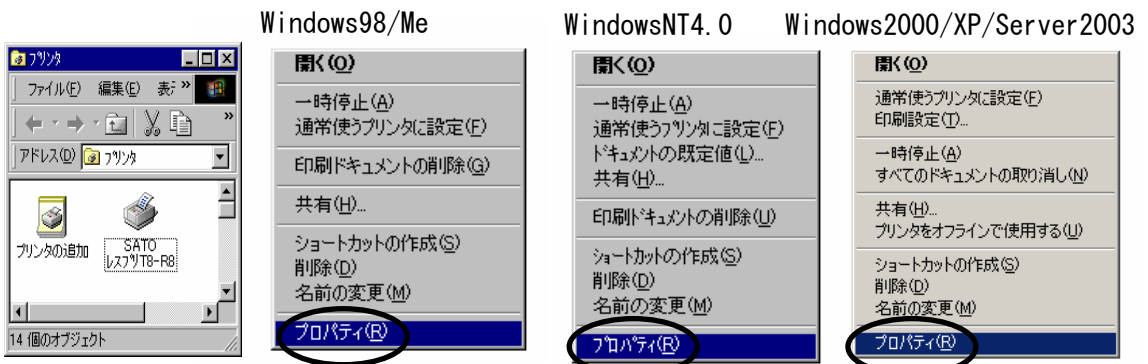 Windows98/Me
WindowsNT4.0
Windows2000/XP/Server2003
プリンタ
ファイル(F) 編集(E) 表示 »
»
アドレス(D) プリンタ
プリンタの追加
SATO
レスプリT8-R8
14 個のオブジェクト
開く(O)
一時停止(A)
通常使うプリンタに設定(F)
印刷ドキュメントの削除(G)
共有(H)...
ショートカットの作成(S)
削除(D)
名前の変更(M)
プロパティ(R)
開く(O)
一時停止(A)
通常使うプリンタに設定(F)
ドキュメントの既定値(L)...
共有(H)...
印刷ドキュメントの削除(U)
ショートカットの作成(S)
削除(D)
名前の変更(M)
プロパティ(R)
開く(O)
通常使うプリンタに設定(F)
印刷設定(T)...
一時停止(A)
すべてのドキュメントの取り消し(N)
共有(H)...
プリンタをオフラインで使用する(U)
ショートカットの作成(S)
削除(D)
名前の変更(M)
プロパティ(R)